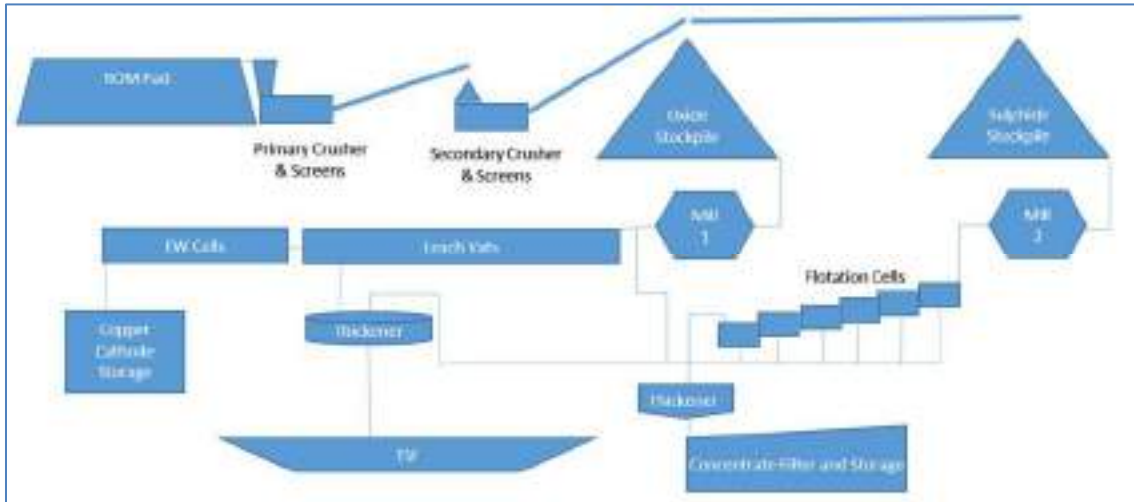 ROM Pad
Primary Crusher
& Screens
Secondary Crusher
& Screens
Oxide
Stockpile
Sulphide
Stockpile
Mill
1
Mill
2
EW Cells
Leach Vats
Flotation Cells
Copper
Cathode
Storage
Thickener
Thickener
TSF
Concentrate Filter and Storage